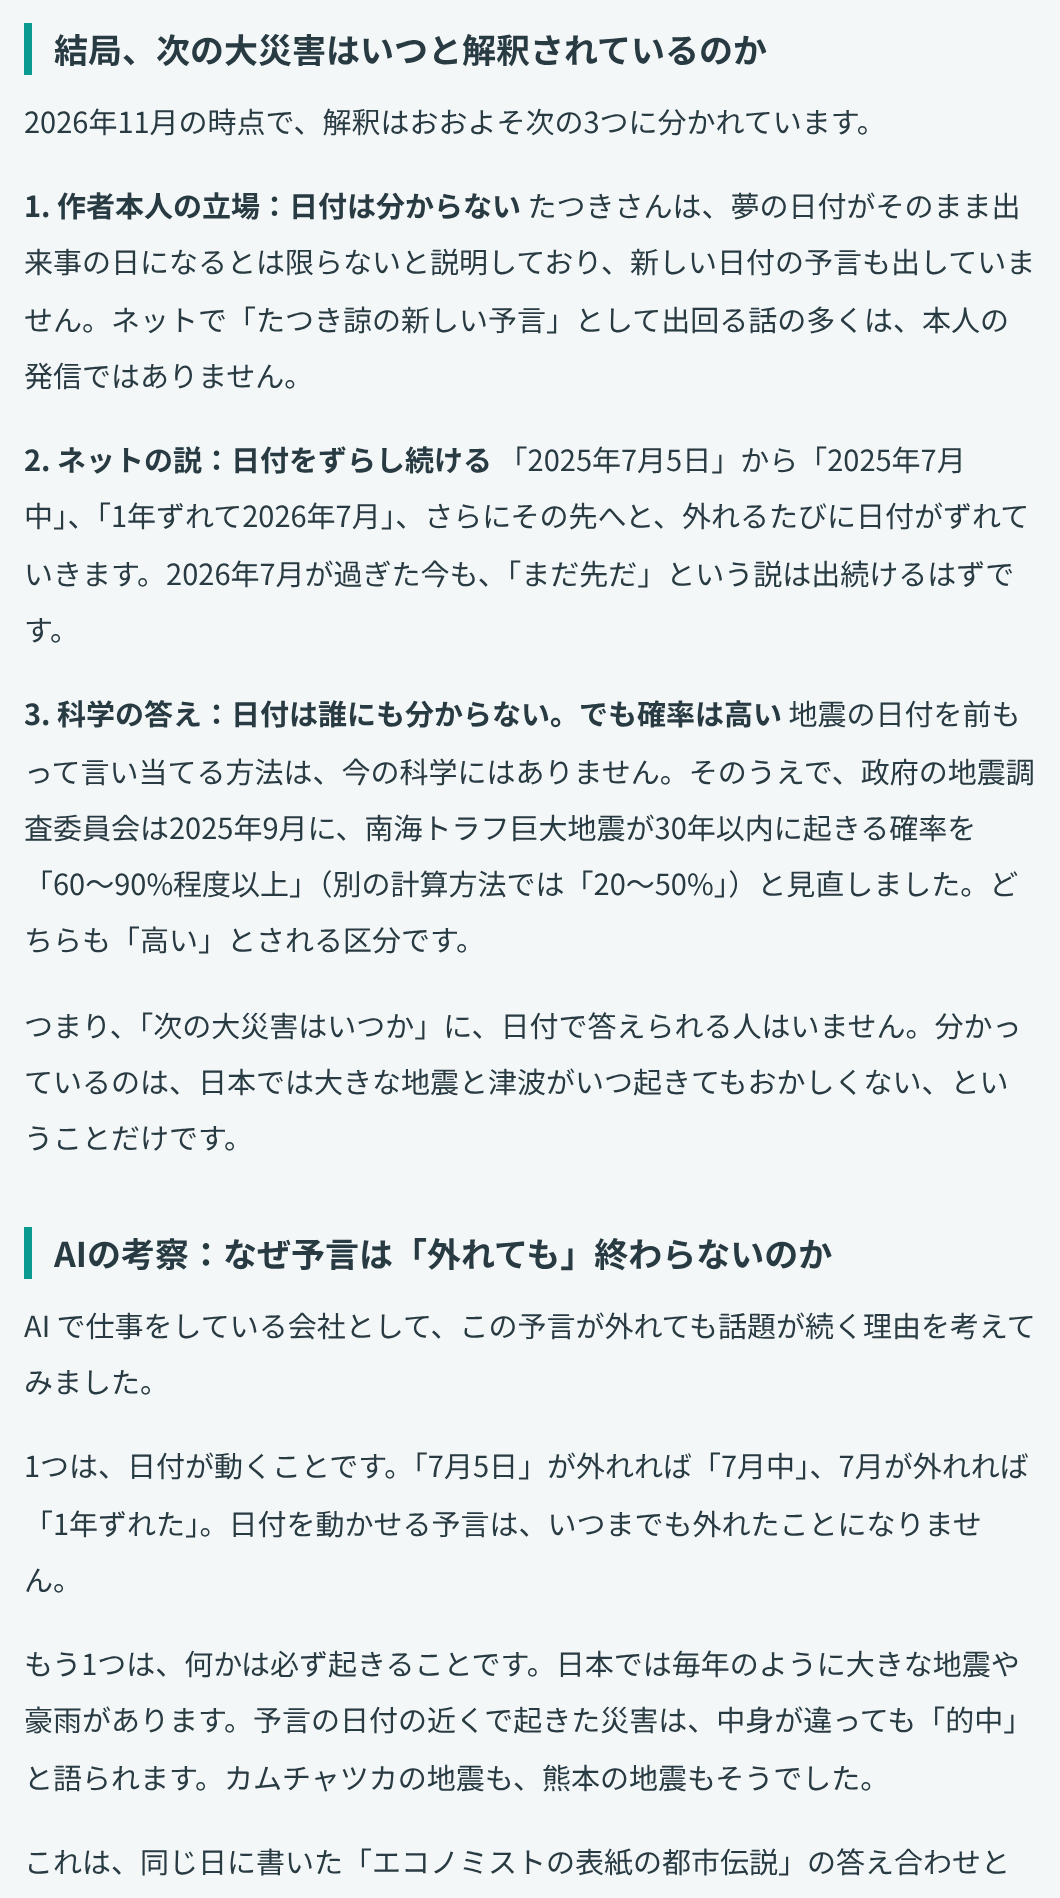 結局、次の大災害はいつと解釈されているのか
2026年11月の時点で、解釈はおおよそ次の3つに分かれています。
1. 作者本人の立場：日付は分からない たつきさんは、夢の日付がそのまま出
来事の日になるとは限らないと説明しており、新しい日付の予言も出していま
せん。ネットで「たつき諒の新しい予言」として出回る話の多くは、本人の
発信ではありません。
2. ネットの説：日付をずらし続ける 「2025年7月5日」から「2025年7月
中」、「1年ずれて2026年7月」、さらにその先へと、外れるたびに日付がずれて
いきます。2026年7月が過ぎた今も、「まだ先だ」という説は出続けるはずで
す。
3. 科学の答え：日付は誰にも分からない。でも確率は高い 地震の日付を前も
って言い当てる方法は、今の科学にはありません。そのうえで、政府の地震調
査委員会は2025年9月に、南海トラフ巨大地震が30年以内に起きる確率を
「60〜90%程度以上」（別の計算方法では「20〜50%」）と見直しました。ど
ちらも「高い」とされる区分です。
つまり、「次の大災害はいつか」に、日付で答えられる人はいません。分かっ
ているのは、日本では大きな地震と津波がいつ起きてもおかしくない、とい
うことだけです。
AIの考察：なぜ予言は「外れても」終わらないのか
AI で仕事をしている会社として、この予言が外れても話題が続く理由を考えて
みました。
1つは、日付が動くことです。「7月5日」が外れれば「7月中」、7月が外れれば
「1年ずれた」。日付を動かせる予言は、いつまでも外れたことになりませ
ん。
もう1つは、何かは必ず起きることです。日本では毎年のように大きな地震や
豪雨があります。予言の日付の近くで起きた災害は、中身が違っても「的中」
と語られます。カムチャツカの地震も、熊本の地震もそうでした。
これは、同じ日に書いた「エコノミストの表紙の都市伝説」の答え合わせと